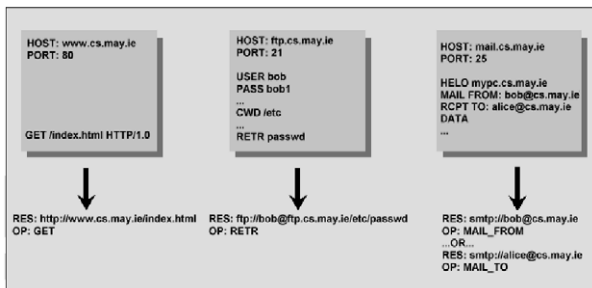 HOST: www.cs.may.ie
PORT: 80
GET /index.html HTTP/1.0
HOST: ftp.cs.may.ie
PORT: 21
USER bob
PASS bob1
...
CWD /etc
...
RETR passwd
HOST: mail.cs.may.ie
PORT: 25
HELO mypc.cs.may.ie
MAIL FROM: bob@cs.may.ie
RCPT TO: alice@cs.may.ie
DATA
...
RES: http://www.cs.may.ie/index.html
OP: GET
RES: ftp://bob@ftp.cs.may.ie/etc/passwd
OP: RETR
RES: smtp://bob@cs.may.ie
OP: MAIL_FROM
...OR...
RES: smtp://alice@cs.may.ie
OP: MAIL_TO